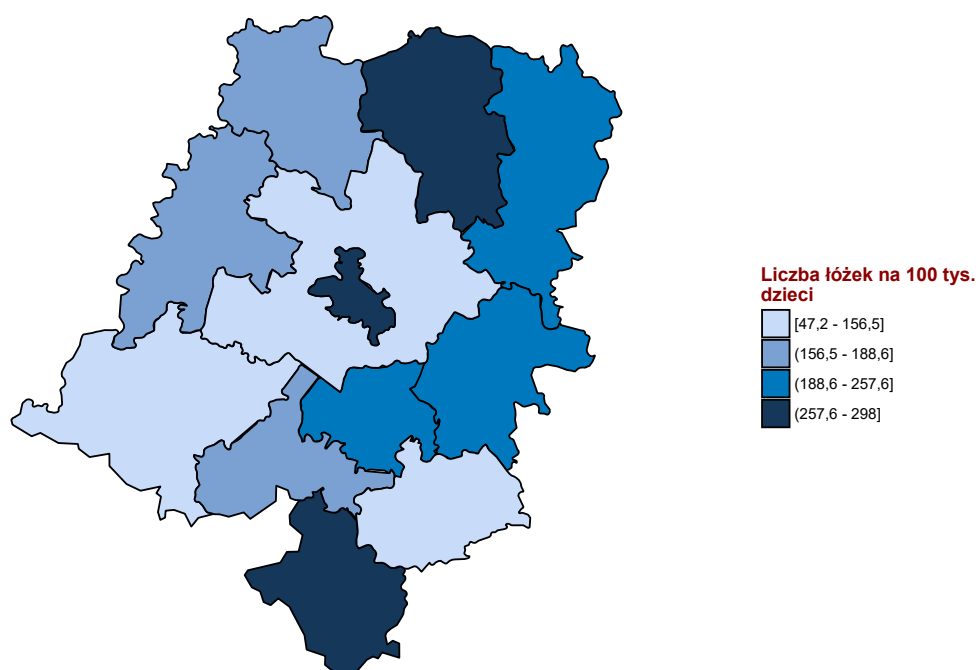 Liczba łóżek na 100 tys.
dzieci
[47,2 - 156,5]
(156,5 - 188,6]
(188,6 - 257,6]
(257,6 - 298]